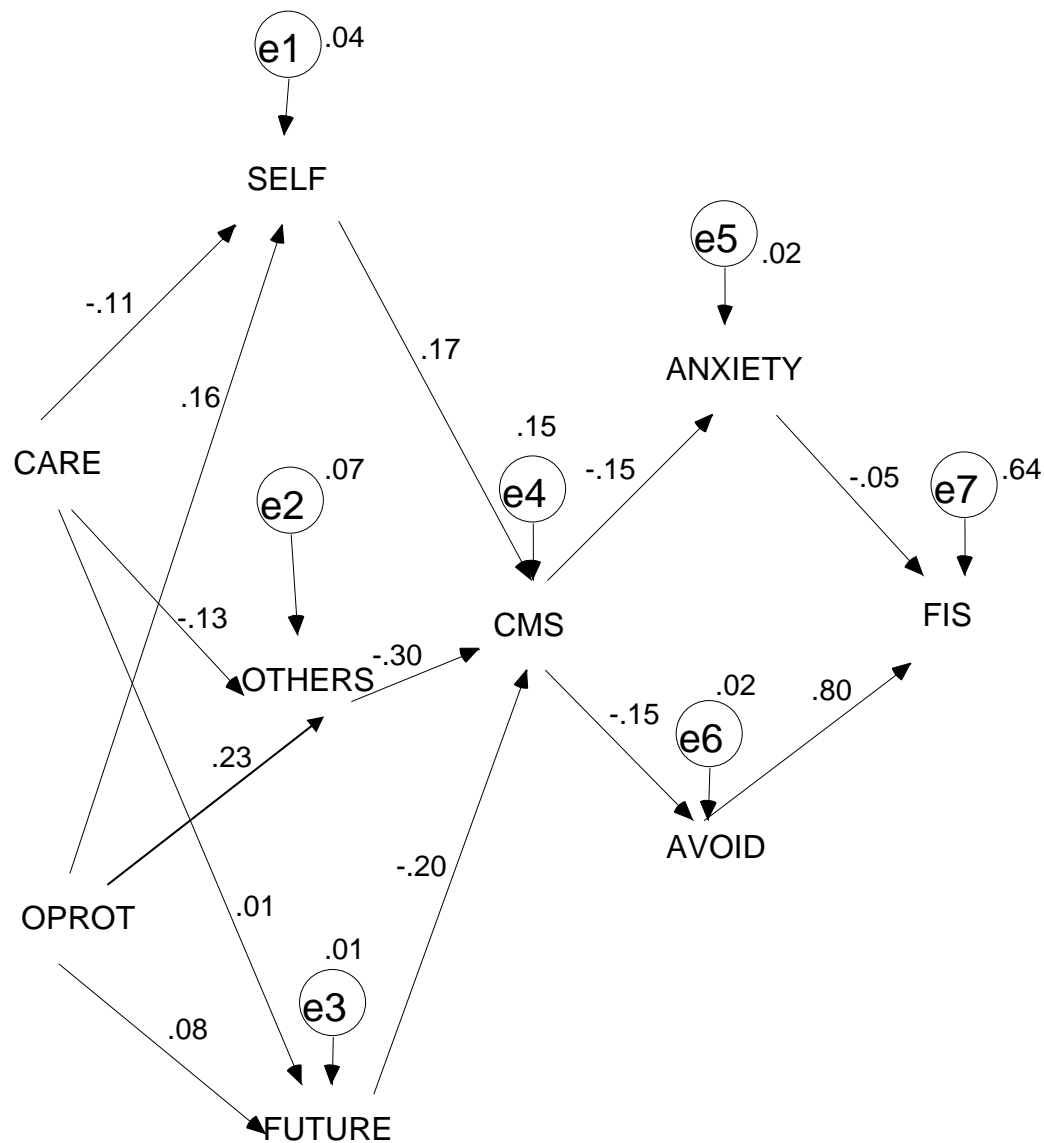 e1
.04
SELF
e5
.02
-.11
.17
ANXIETY
.16
.15
CARE
.07
e2
e4
-.15
-.05
e7
.64
-.13
CMS
FIS
OTHERS
-.30
.02
-.15
.80
e6
.23
AVOID
-.20
OPROT
.01
.01
e3
.08
FUTURE